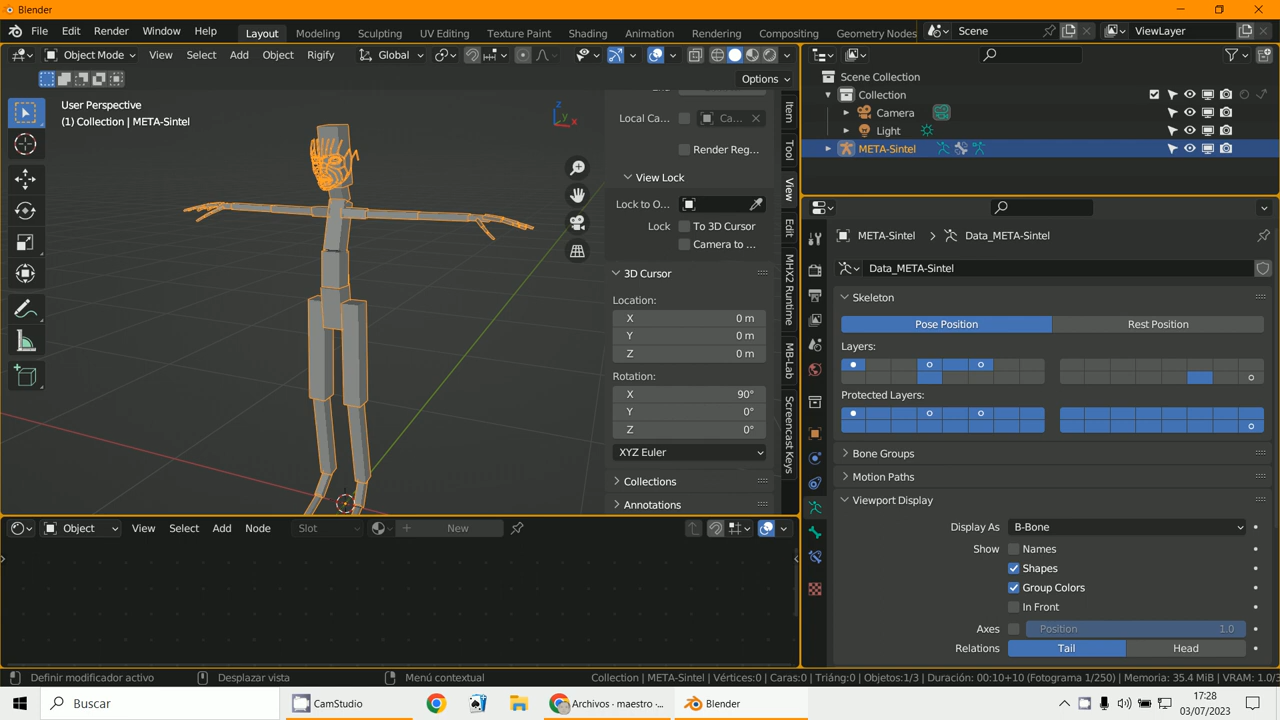 Blender
File Edit Render Window Help
Layout Modeling Sculpting UV Editing Texture Paint Shading Animation Rendering Compositing Geometry Nodes
Scene
ViewLayer
Object Mode View Select Add Object Rigify
Global
Options
User Perspective
(1) Collection | META-Sintel
Z
Y
X
Local Ca...
Ca...
Render Reg...
View Lock
Lock to O...
Lock To 3D Cursor
Camera to ...
3D Cursor
Location:
X 0 m
Y 0 m
Z 0 m
Rotation:
X 90°
Y 0°
Z 0°
XYZ Euler
Collections
Annotations
Item
Tool
View
Edit
MHX2 Runtime
MB-Lab
Screencast Keys
Scene Collection
Collection
Camera
Light
META-Sintel
META-Sintel Data_META-Sintel
Data_META-Sintel
Skeleton
Pose Position Rest Position
Layers:
Protected Layers:
Bone Groups
Motion Paths
Viewport Display
Display As B-Bone
Show Names
Shapes
Group Colors
In Front
Axes Position 1.0
Relations Tail Head
Object View Select Add Node Slot New
Definir modificador activo Desplazar vista Menú contextual
Collection | META-Sintel | Vértices:0 | Caras:0 | Triáng:0 | Objetos:1/3 | Duración: 00:10+10 (Fotograma 1/250) | Memoria: 35.4 MiB | VRAM: 1.0/3
Buscar
CamStudio
Archivos · maestro ·...
Blender
17:28
03/07/2023